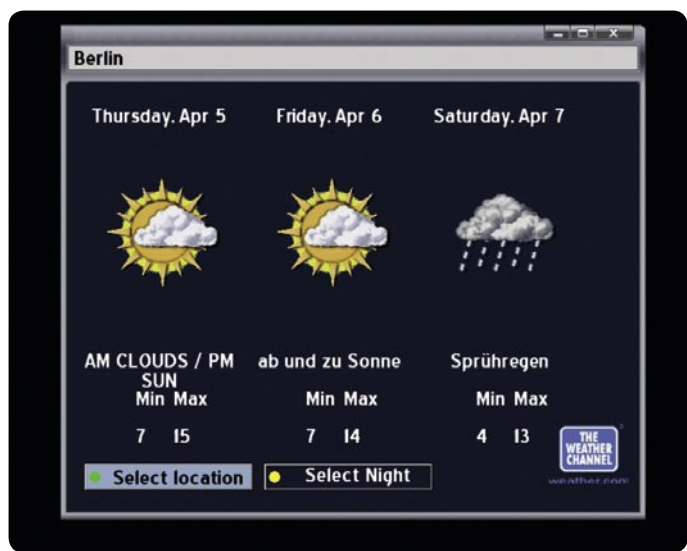 Berlin
Thursday. Apr 5
Friday. Apr 6
Saturday. Apr 7
AM CLOUDS / PM
SUN
ab und zu Sonne
Sprühregen
Min Max
Min Max
Min Max
7 15
7 14
4 13
THE
WEATHER
CHANNEL
weather.com
Select location
Select Night